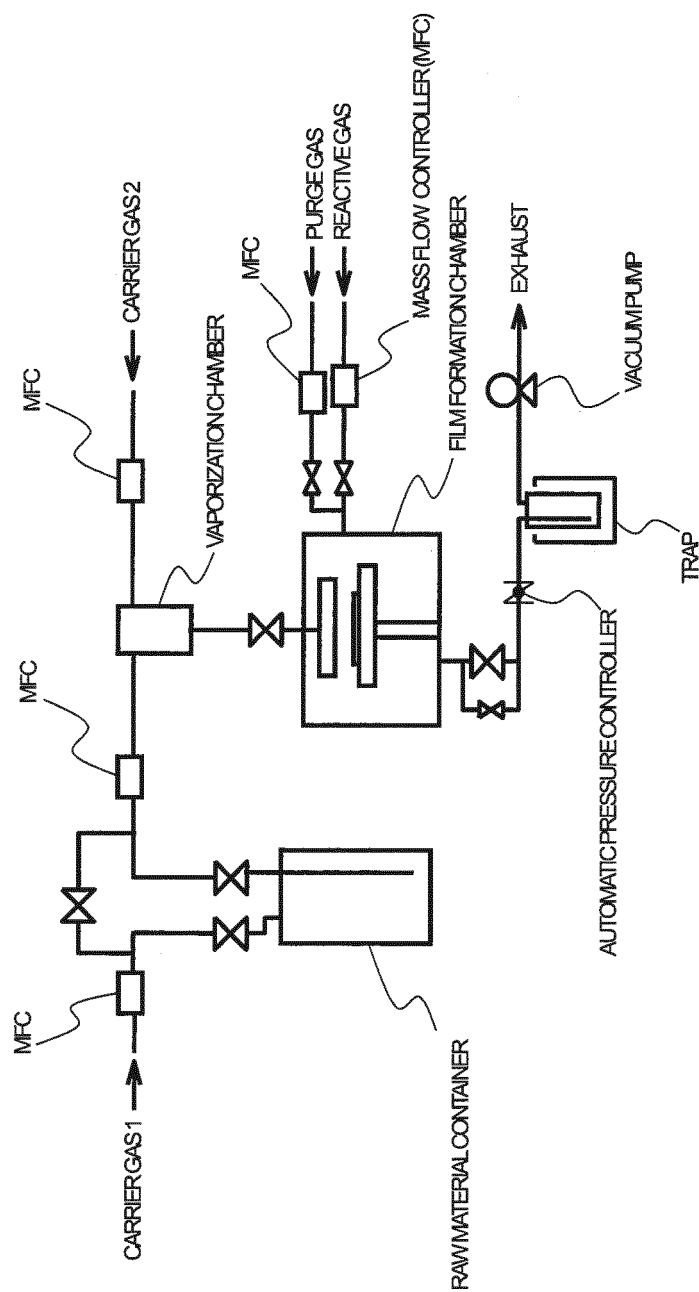 CARRIER GAS 1
MFC
MFC
MFC
CARRIER GAS 2
VAPORIZATION CHAMBER
MFC
PURGE GAS
REACTIVE GAS
MASS FLOW CONTROLLER (MFC)
FILM FORMATION CHAMBER
EXHAUST
VACUUM PUMP
TRAP
AUTOMATIC PRESSURE CONTROLLER
RAW MATERIAL CONTAINER